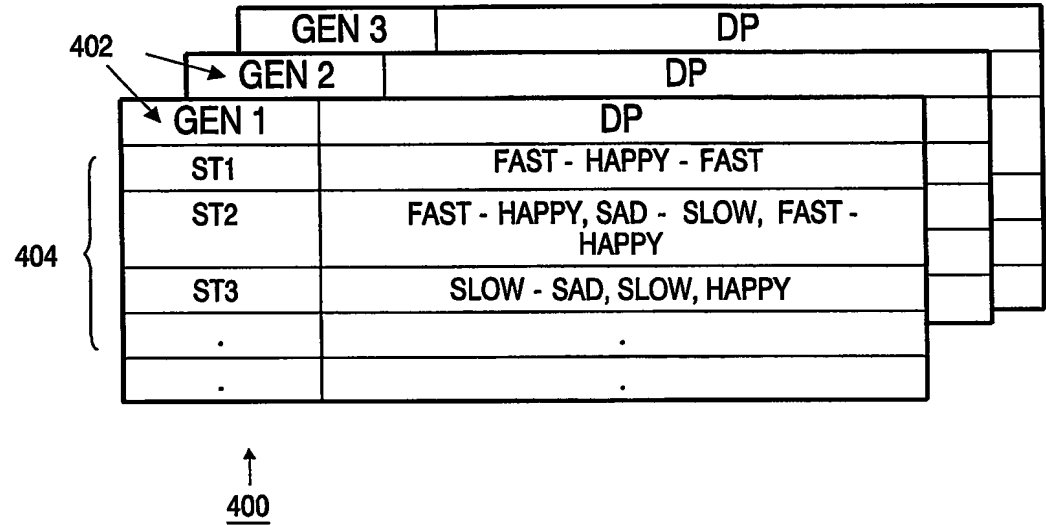 GEN 3 DP
402
GEN 2 DP
GEN 1 DP
ST1 FAST - HAPPY - FAST
ST2 FAST - HAPPY, SAD - SLOW, FAST -
HAPPY
404
ST3 SLOW - SAD, SLOW, HAPPY
. .
. .
400